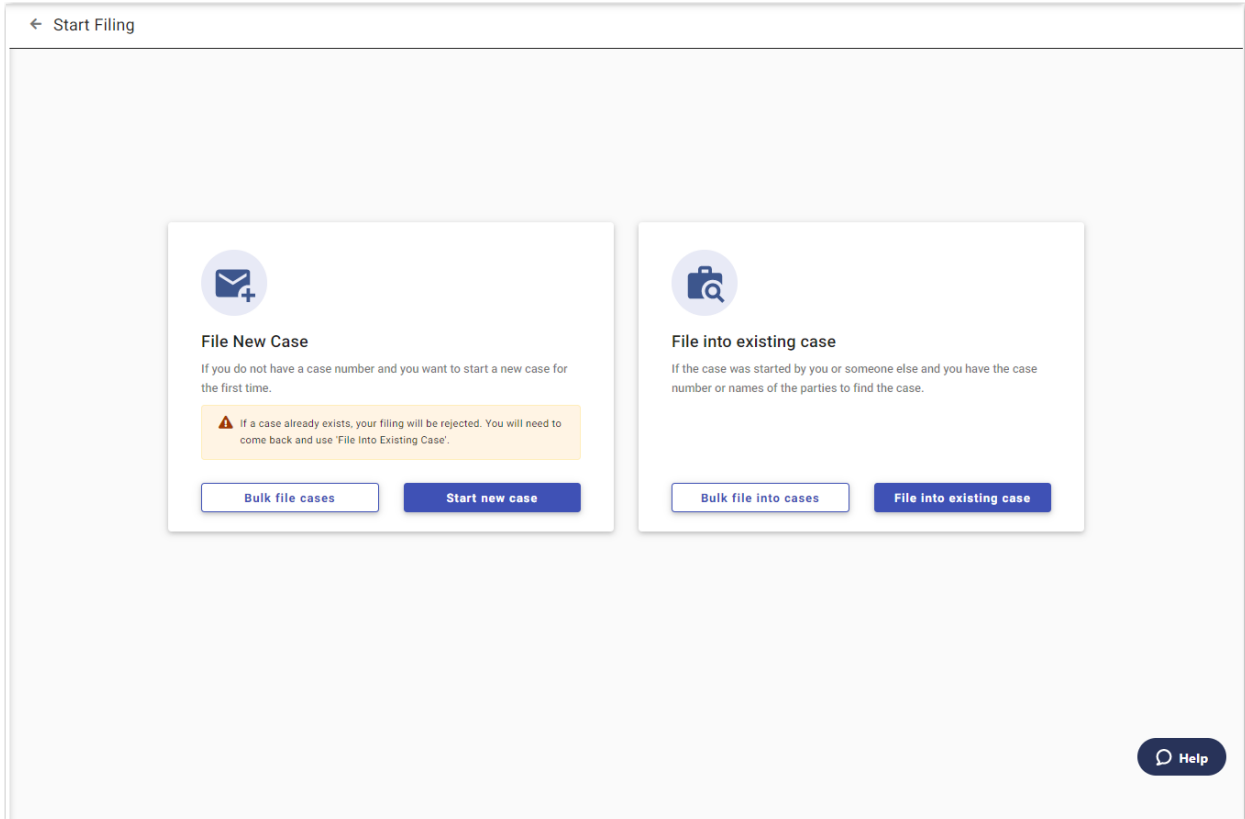 Start Filing
File New Case
If you do not have a case number and you want to start a new case for
the first time.
If a case already exists, your filing will be rejected. You will need to
come back and use 'File Into Existing Case'.
Bulk file cases
Start new case
File into existing case
If the case was started by you or someone else and you have the case
number or names of the parties to find the case.
Bulk file into cases
File into existing case
Help